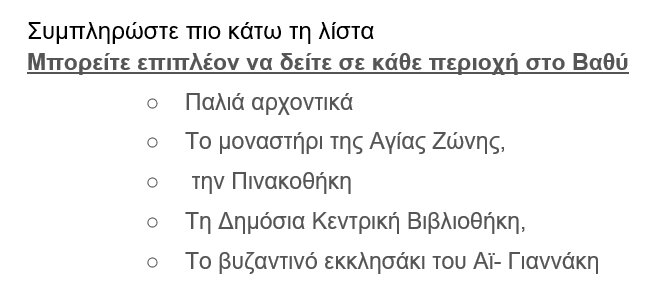 Συμπληρώστε πιο κάτω τη λίστα
Μπορείτε επιπλέον να δείτε σε κάθε περιοχή στο Βαθύ
○ Παλιά αρχοντικά
○ Το μοναστήρι της Αγίας Ζώνης,
○ την Πινακοθήκη
○ Τη Δημόσια Κεντρική Βιβλιοθήκη,
○ Το βυζαντινό εκκλησάκι του Αϊ- Γιαννάκη